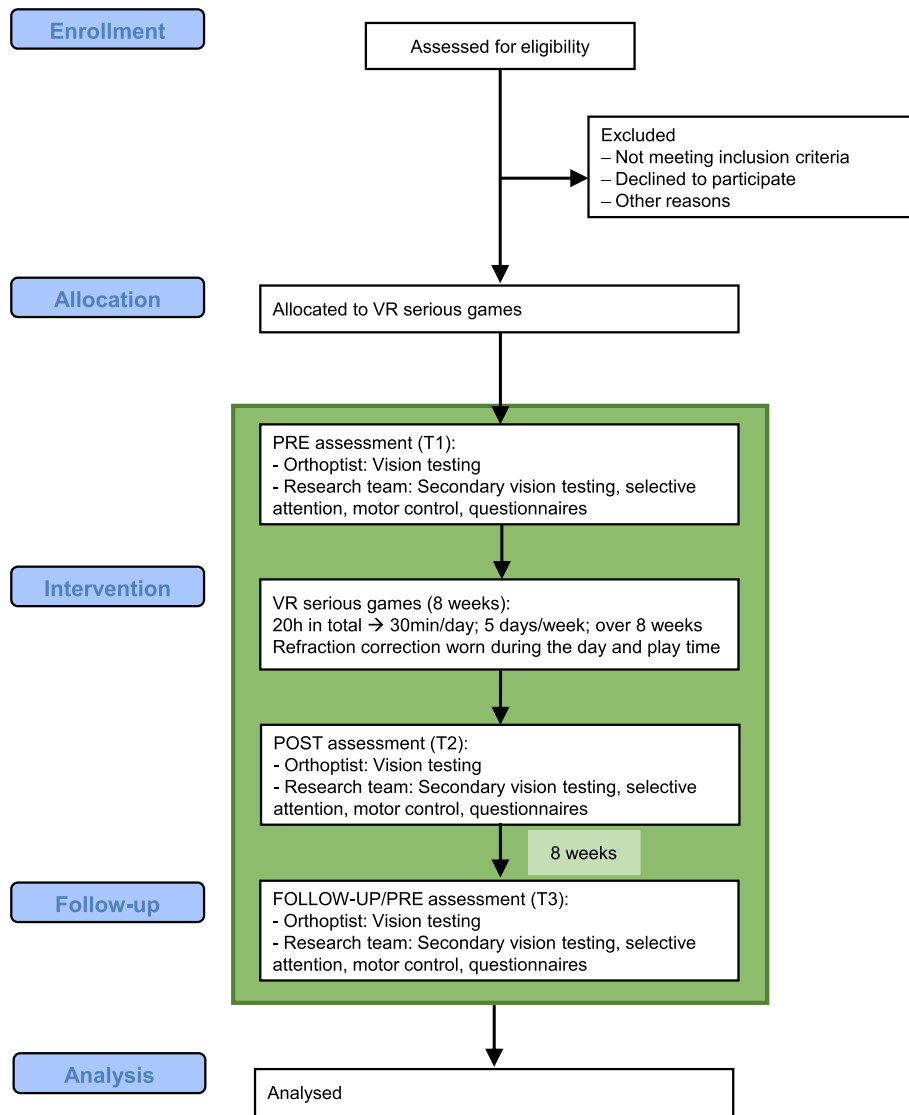 Enrollment
Assessed for eligibility
Excluded
– Not meeting inclusion criteria
– Declined to participate
– Other reasons
Allocation
Allocated to VR serious games
PRE assessment (T1):
- Orthoptist: Vision testing
- Research team: Secondary vision testing, selective
attention, motor control, questionnaires
Intervention
VR serious games (8 weeks):
20h in total → 30min/day; 5 days/week; over 8 weeks
Refraction correction worn during the day and play time
POST assessment (T2):
- Orthoptist: Vision testing
- Research team: Secondary vision testing, selective
attention, motor control, questionnaires
8 weeks
Follow-up
FOLLOW-UP/PRE assessment (T3):
- Orthoptist: Vision testing
- Research team: Secondary vision testing, selective
attention, motor control, questionnaires
Analysis
Analysed